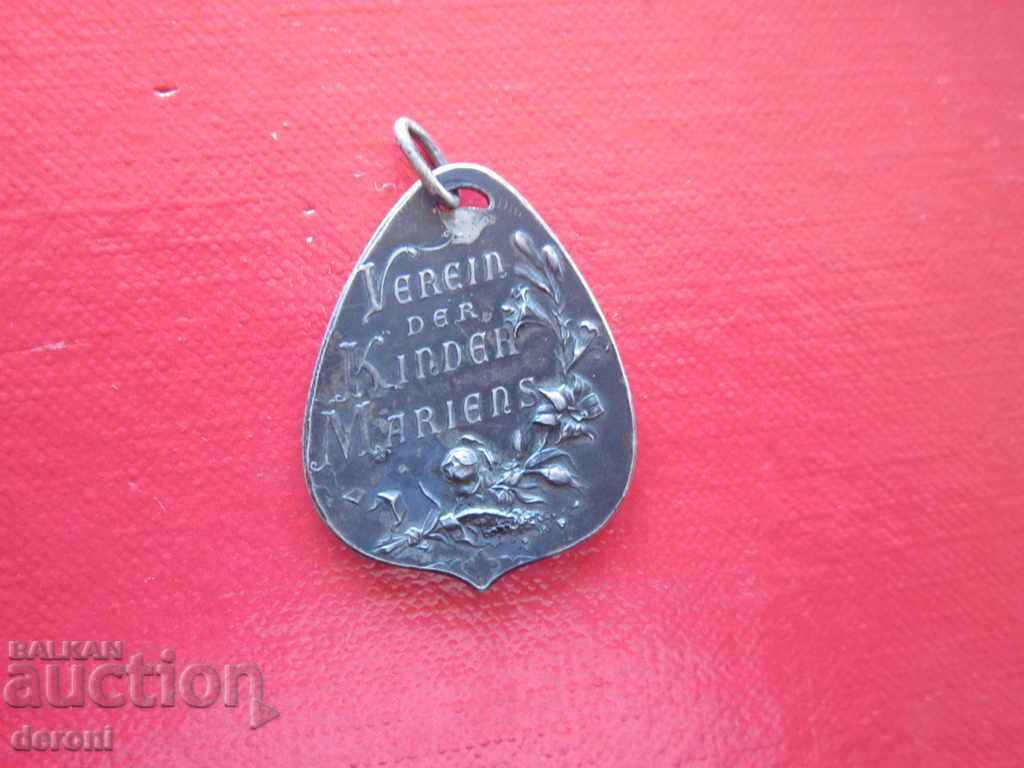 VEREIN
DER
KINDER
MARIENS
BALKAN
auction
deroni